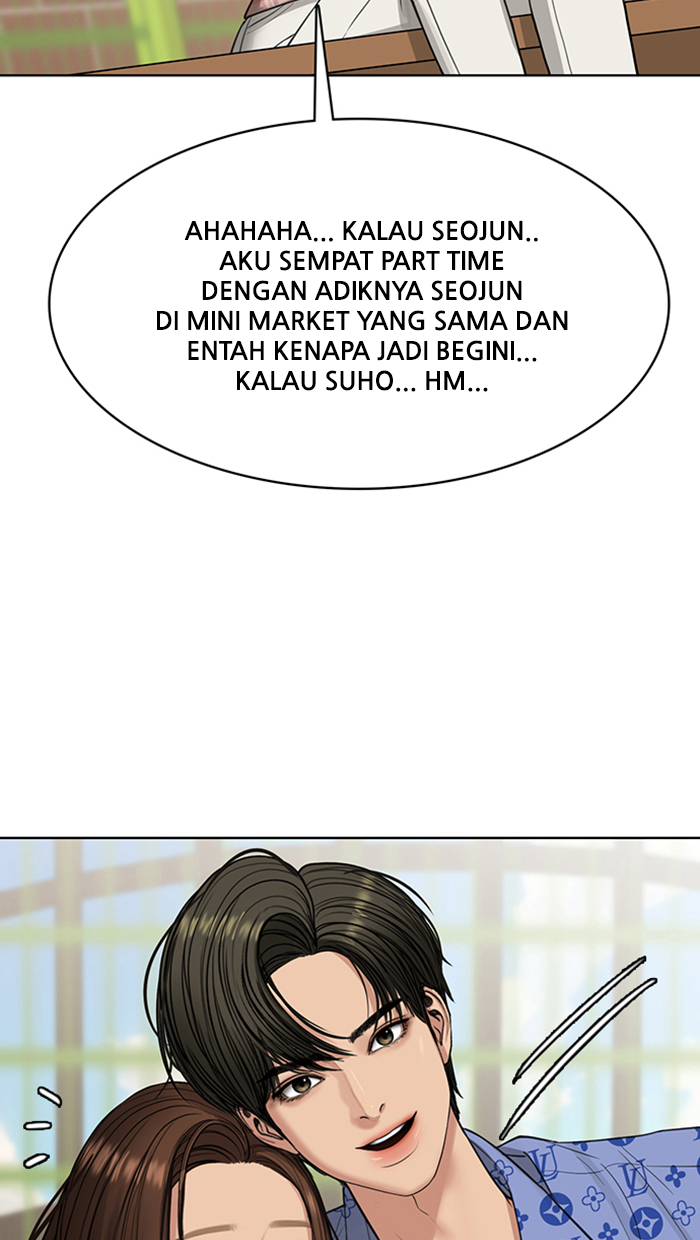 AHAHAHA... KALAU SEOJUN..
AKU SEMPAT PART TIME
DENGAN ADIKNYA SEOJUN
DI MINI MARKET YANG SAMA DAN
ENTAH KENAPA JADI BEGINI...
KALAU SUHO... HM...